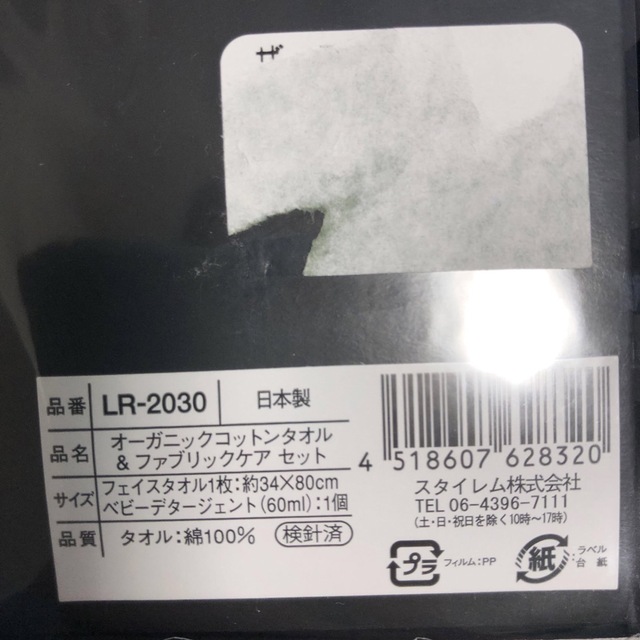 品番 LR-2030 日本製
品名 オーガニックコットンタオル
& ファブリックケア セット
サイズ フェイスタオル1枚:約34×80cm
ベビーデタージェント(60ml):1個
品質 タオル:綿100% 検針済
4 518607 628320
スタイレム株式会社
TEL 06-4396-7111
(土・日・祝日を除く10時〜17時)
プラ フィルム:PP
紙 ラベル
台紙